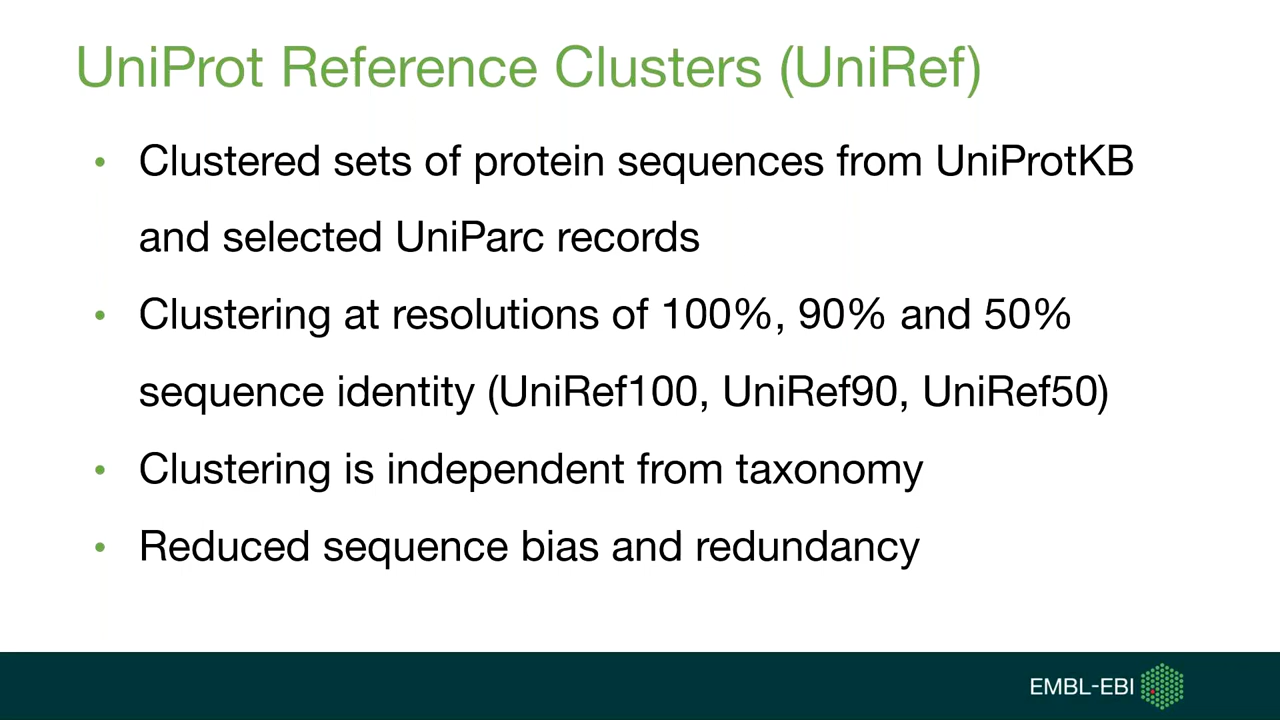 UniProt Reference Clusters (UniRef)
• Clustered sets of protein sequences from UniProtKB
and selected UniParc records
• Clustering at resolutions of 100%, 90% and 50%
sequence identity (UniRef100, UniRef90, UniRef50)
• Clustering is independent from taxonomy
• Reduced sequence bias and redundancy
EMBL-EBI